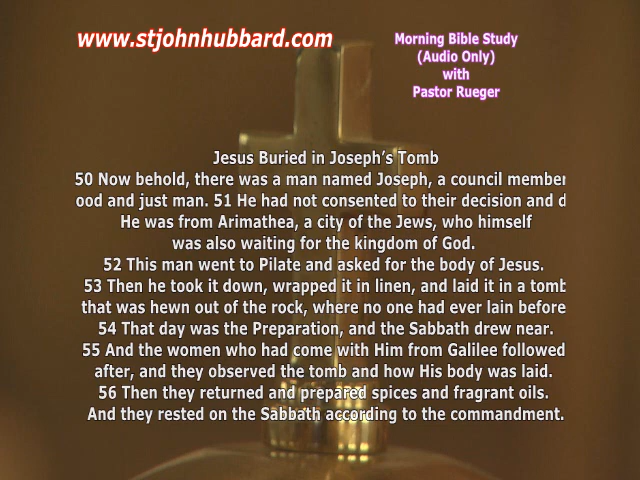 www.stjohnhubbard.com
Morning Bible Study
(Audio Only)
with
Pastor Rueger
Jesus Buried in Joseph's Tomb
50 Now behold, there was a man named Joseph, a council member
ood and just man. 51 He had not consented to their decision and d
He was from Arimathea, a city of the Jews, who himself
was also waiting for the kingdom of God.
52 This man went to Pilate and asked for the body of Jesus.
53 Then he took it down, wrapped it in linen, and laid it in a tomb
that was hewn out of the rock, where no one had ever lain before
54 That day was the Preparation, and the Sabbath drew near.
55 And the women who had come with Him from Galilee followed
after, and they observed the tomb and how His body was laid.
56 Then they returned and prepared spices and fragrant oils.
And they rested on the Sabbath according to the commandment.